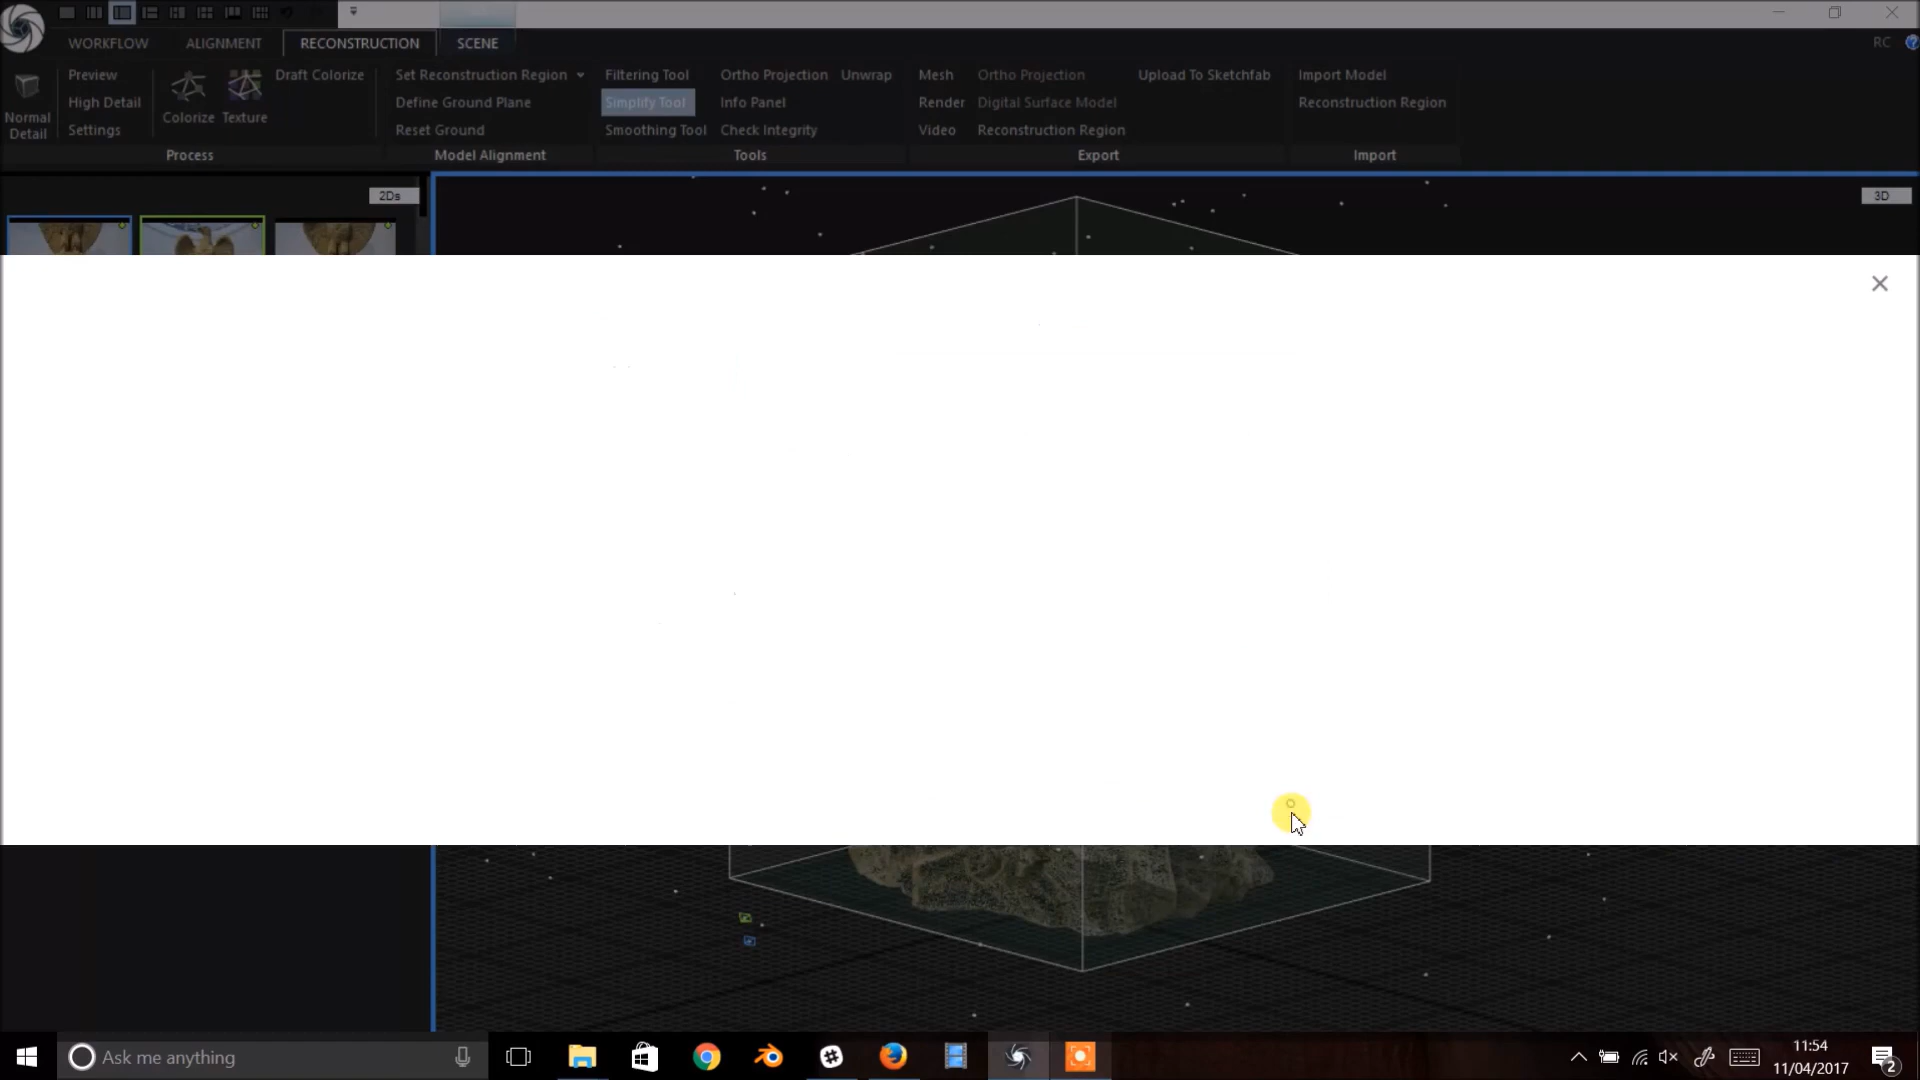 WORKFLOW ALIGNMENT RECONSTRUCTION SCENE RC
Preview Draft Colorize Set Reconstruction Region Filtering Tool Ortho Projection Unwrap Mesh Ortho Projection Upload To Sketchfab Import Model
High Detail Define Ground Plane Simplify Tool Info Panel Render Digital Surface Model Reconstruction Region
Normal Detail Settings Colorize Texture Reset Ground Smoothing Tool Check Integrity Video Reconstruction Region
Process Model Alignment Tools Export Import
2Ds 3D
Ask me anything
11:54
11/04/2017
2